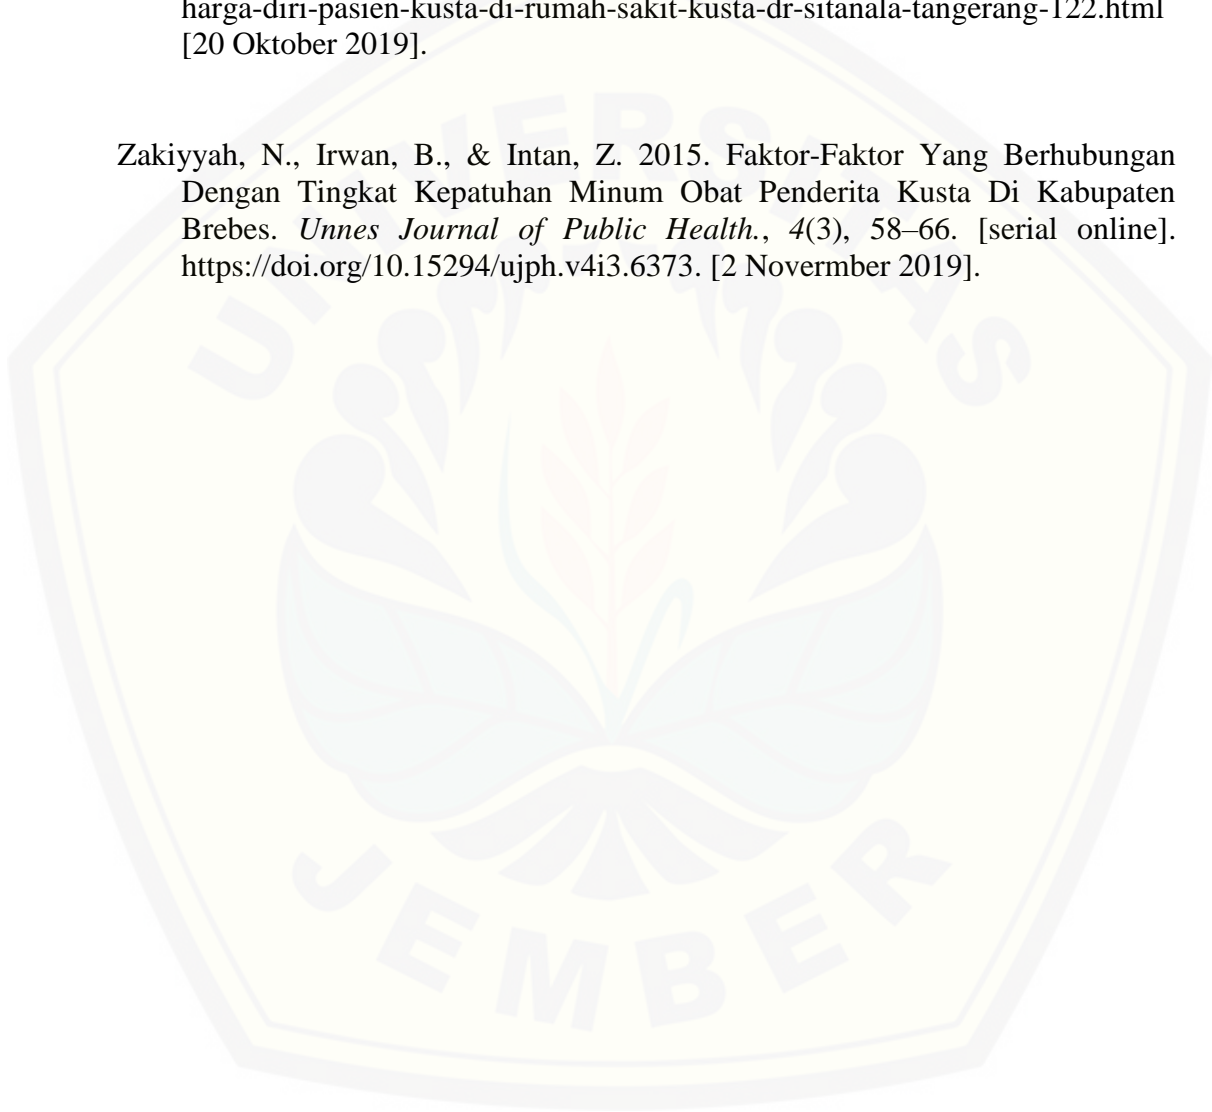 harga-diri-pasien-kusta-di-rumah-sakit-kusta-dr-sitanala-tangerang-122.html
[20 Oktober 2019].
Zakiyyah, N., Irwan, B., & Intan, Z. 2015. Faktor-Faktor Yang Berhubungan
Dengan Tingkat Kepatuhan Minum Obat Penderita Kusta Di Kabupaten
Brebes. Unnes Journal of Public Health., 4(3), 58–66. [serial online].
https://doi.org/10.15294/ujph.v4i3.6373. [2 Novermber 2019].
UNIVERSITAS
JEMBER